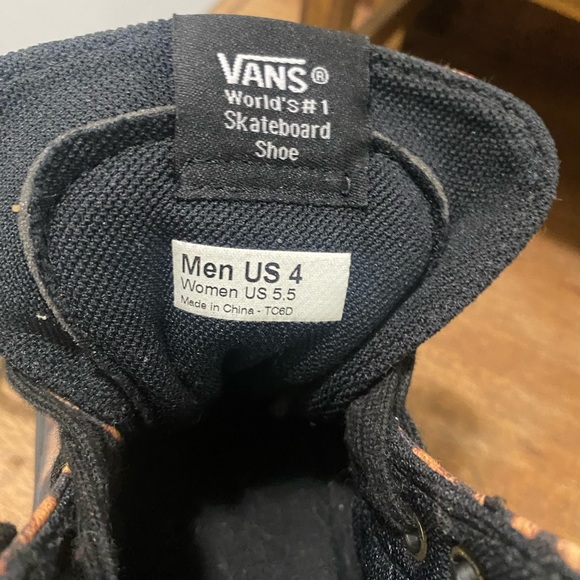 VANS®
World's #1
Skateboard
Shoe
Men US 4
Women US 5.5
Made in China - TC6D